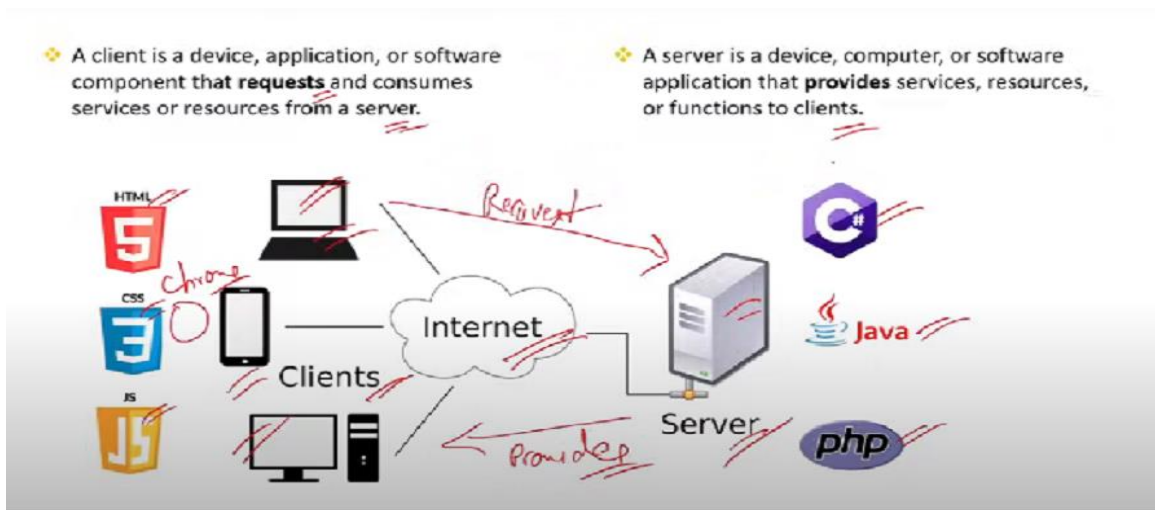 A client is a device, application, or software
component that requests and consumes
services or resources from a server.
A server is a device, computer, or software
application that provides services, resources,
or functions to clients.
HTML
5
Request
C#
Chrome
CSS
3
Internet
Java
Clients
JS
JS
Provides
Server
php